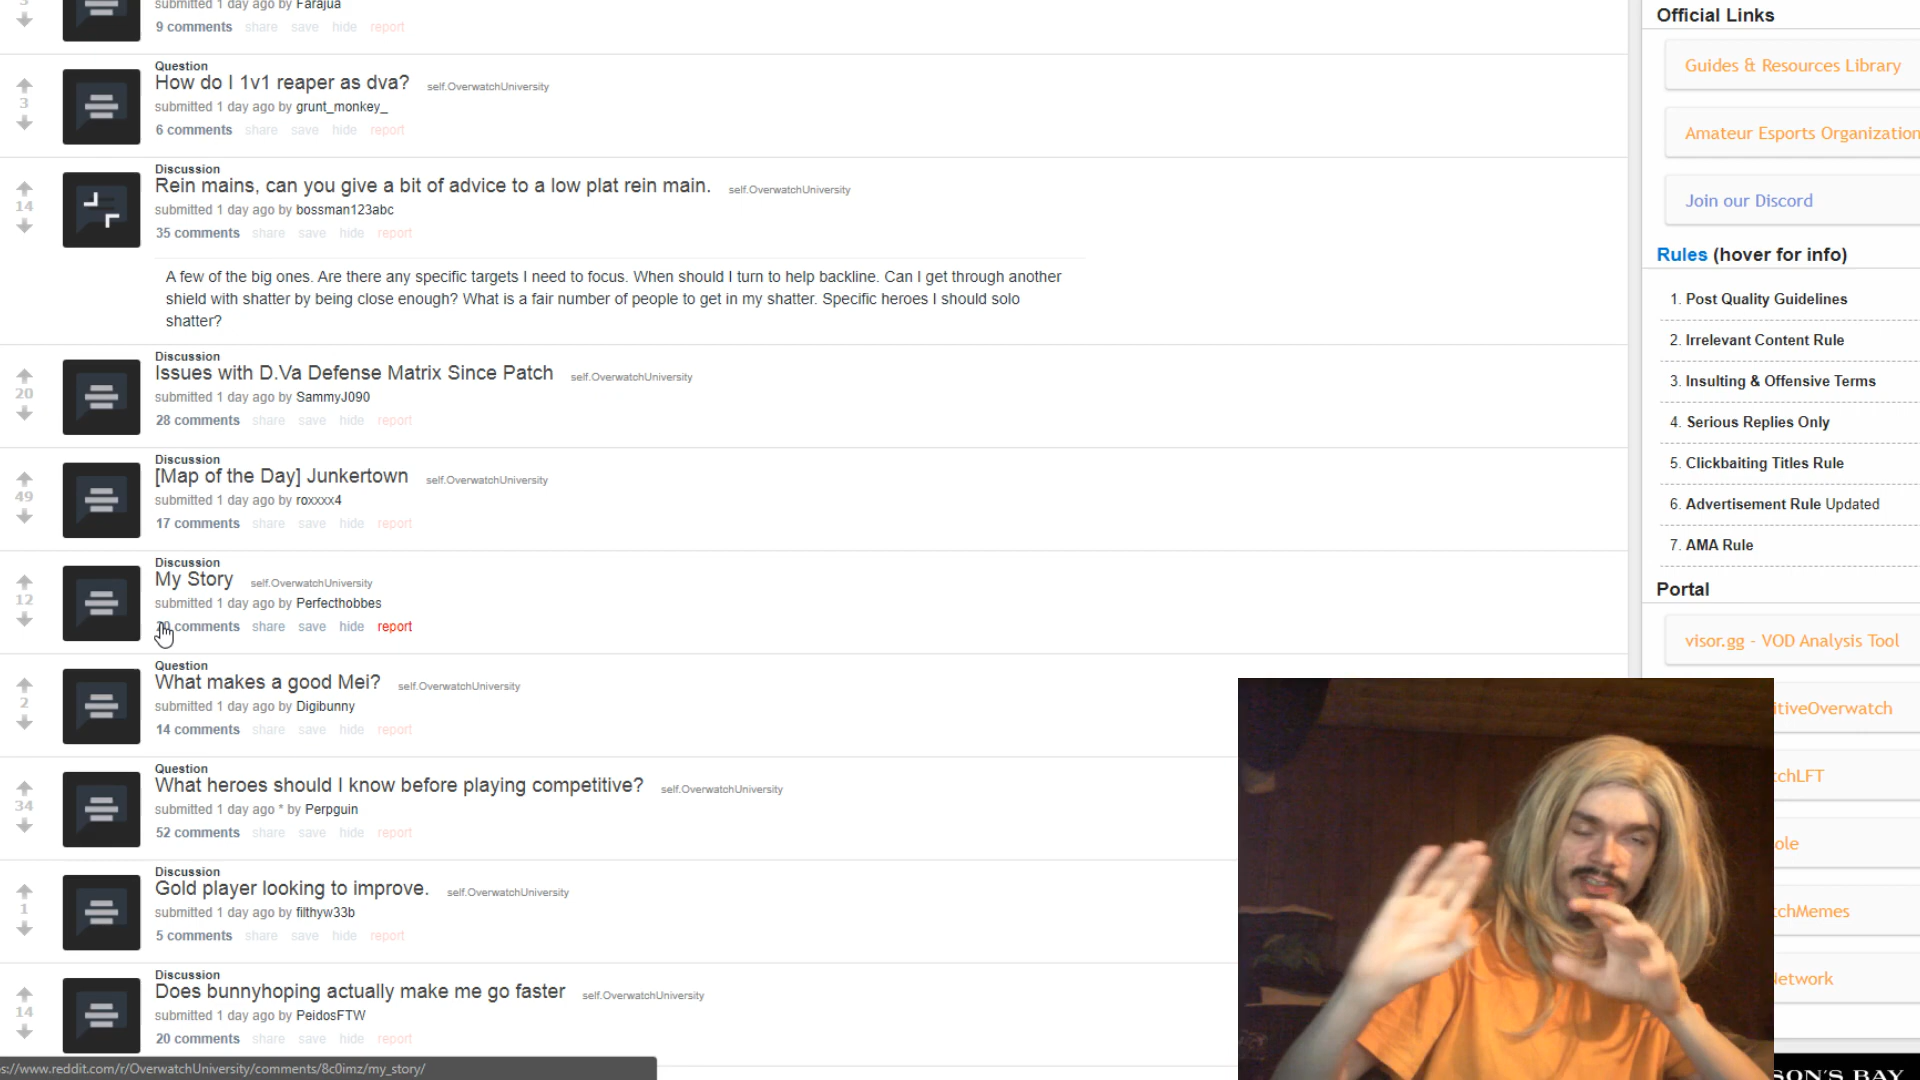 3
submitted 1 day ago by Farajua
9 comments share save hide report
Question
How do I 1v1 reaper as dva? self.OverwatchUniversity
3
submitted 1 day ago by grunt_monkey_
6 comments share save hide report
Discussion
Rein mains, can you give a bit of advice to a low plat rein main. self.OverwatchUniversity
14
submitted 1 day ago by bossman123abc
35 comments share save hide report
A few of the big ones. Are there any specific targets I need to focus. When should I turn to help backline. Can I get through another
shield with shatter by being close enough? What is a fair number of people to get in my shatter. Specific heroes I should solo
shatter?
Discussion
Issues with D.Va Defense Matrix Since Patch self.OverwatchUniversity
20
submitted 1 day ago by SammyJ090
28 comments share save hide report
Discussion
[Map of the Day] Junkertown self.OverwatchUniversity
49
submitted 1 day ago by roxxxx4
17 comments share save hide report
Discussion
My Story self.OverwatchUniversity
12
submitted 1 day ago by Perfecthobbes
comments share save hide report
Question
What makes a good Mei? self.OverwatchUniversity
2
submitted 1 day ago by Digibunny
14 comments share save hide report
Question
What heroes should I know before playing competitive? self.OverwatchUniversity
34
submitted 1 day ago * by Perpguin
52 comments share save hide report
Discussion
Gold player looking to improve. self.OverwatchUniversity
1
submitted 1 day ago by filthyw33b
5 comments share save hide report
Discussion
Does bunnyhoping actually make me go faster self.OverwatchUniversity
14
submitted 1 day ago by PeidosFTW
20 comments share save hide report
s://www.reddit.com/r/OverwatchUniversity/comments/8c0imz/my_story/
Official Links
Guides & Resources Library
Amateur Esports Organization
Join our Discord
Rules (hover for info)
1. Post Quality Guidelines
2. Irrelevant Content Rule
3. Insulting & Offensive Terms
4. Serious Replies Only
5. Clickbaiting Titles Rule
6. Advertisement Rule Updated
7. AMA Rule
Portal
visor.gg - VOD Analysis Tool
itiveOverwatch
chLFT
ole
chMemes
letwork
SON'S BAY